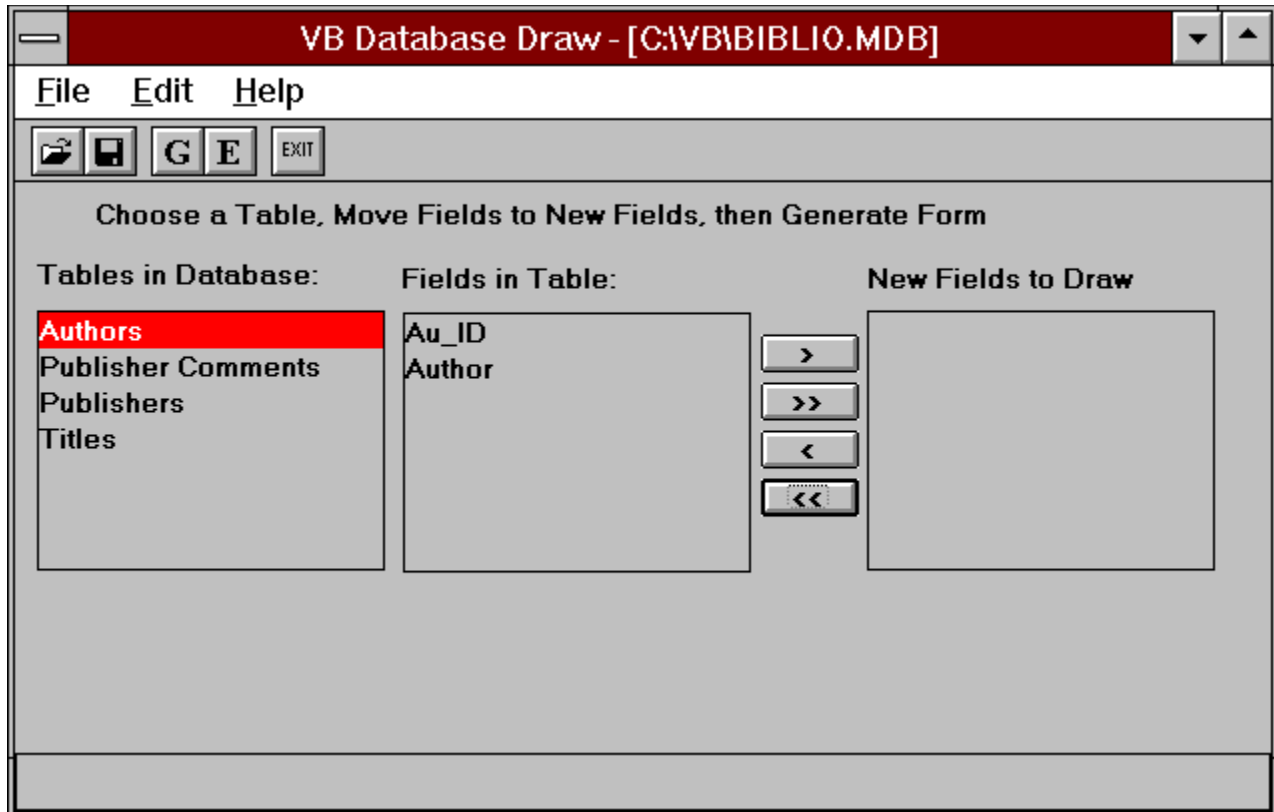 VB Database Draw - [C:\VB\BIBLIO.MDB]
File Edit Help
G E EXIT
Choose a Table, Move Fields to New Fields, then Generate Form
Tables in Database: Fields in Table: New Fields to Draw
Authors
Publisher Comments
Publishers
Titles
Au_ID
Author
>
>>
<
<<